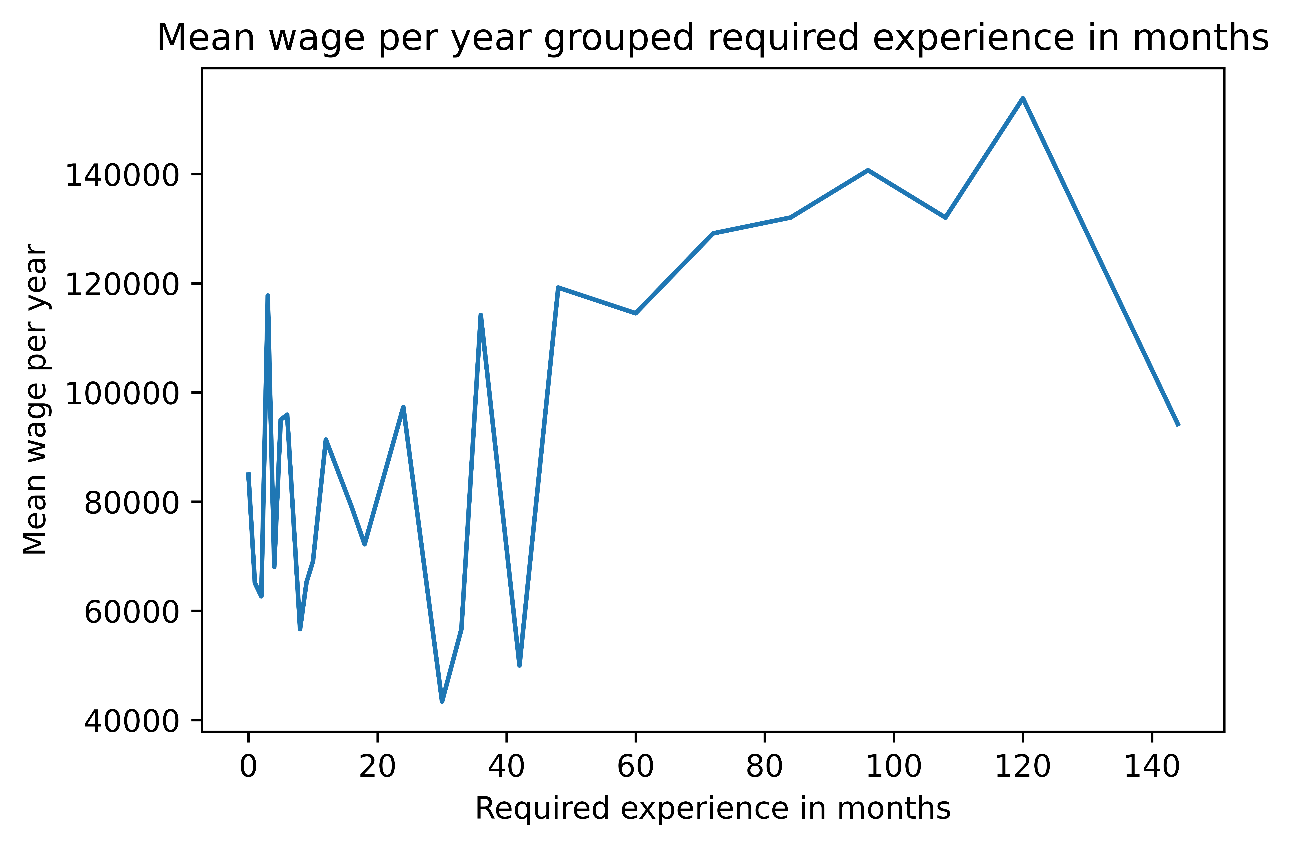 Mean wage per year grouped required experience in months
Mean wage per year
140000
120000
100000
80000
60000
40000
0 20 40 60 80 100 120 140
Required experience in months